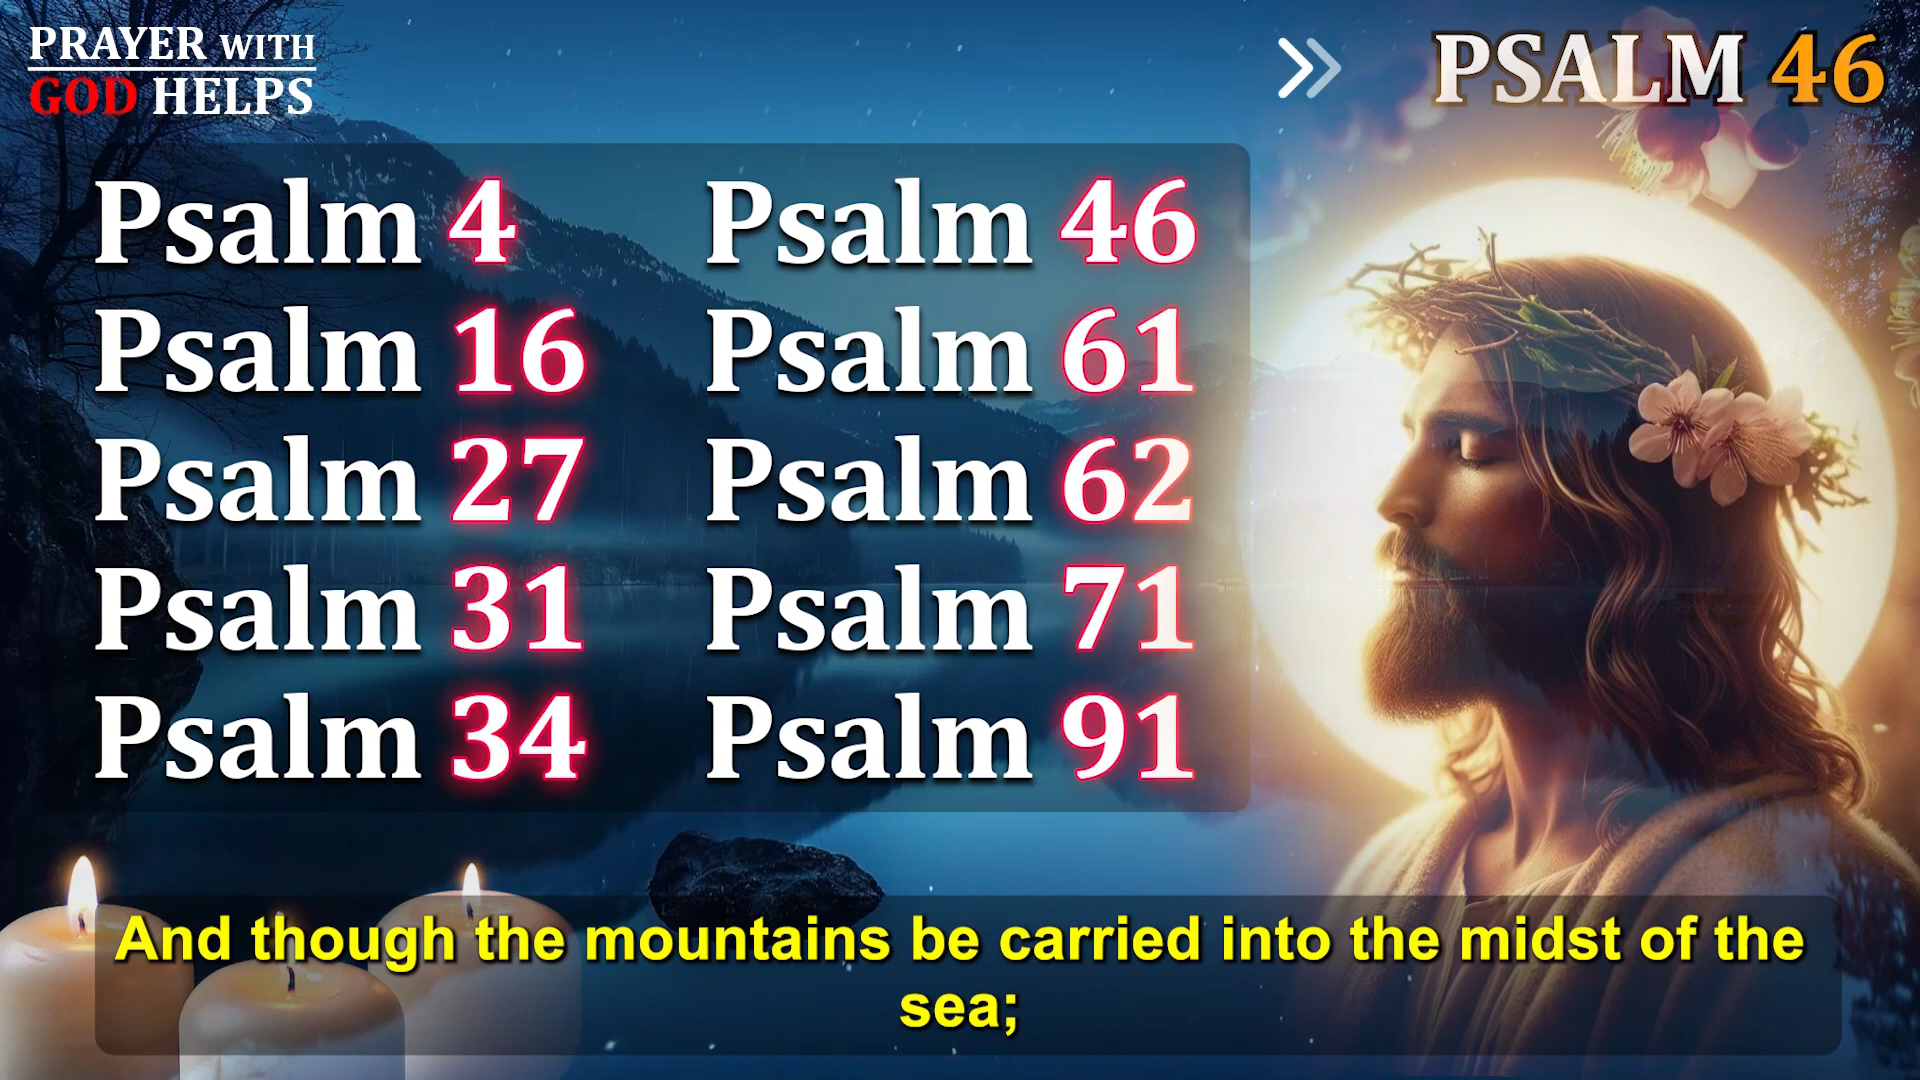 PRAYER WITH
GOD HELPS
PSALM 46
Psalm 4
Psalm 16
Psalm 27
Psalm 31
Psalm 34
Psalm 46
Psalm 61
Psalm 62
Psalm 71
Psalm 91
And though the mountains be carried into the midst of the
sea;